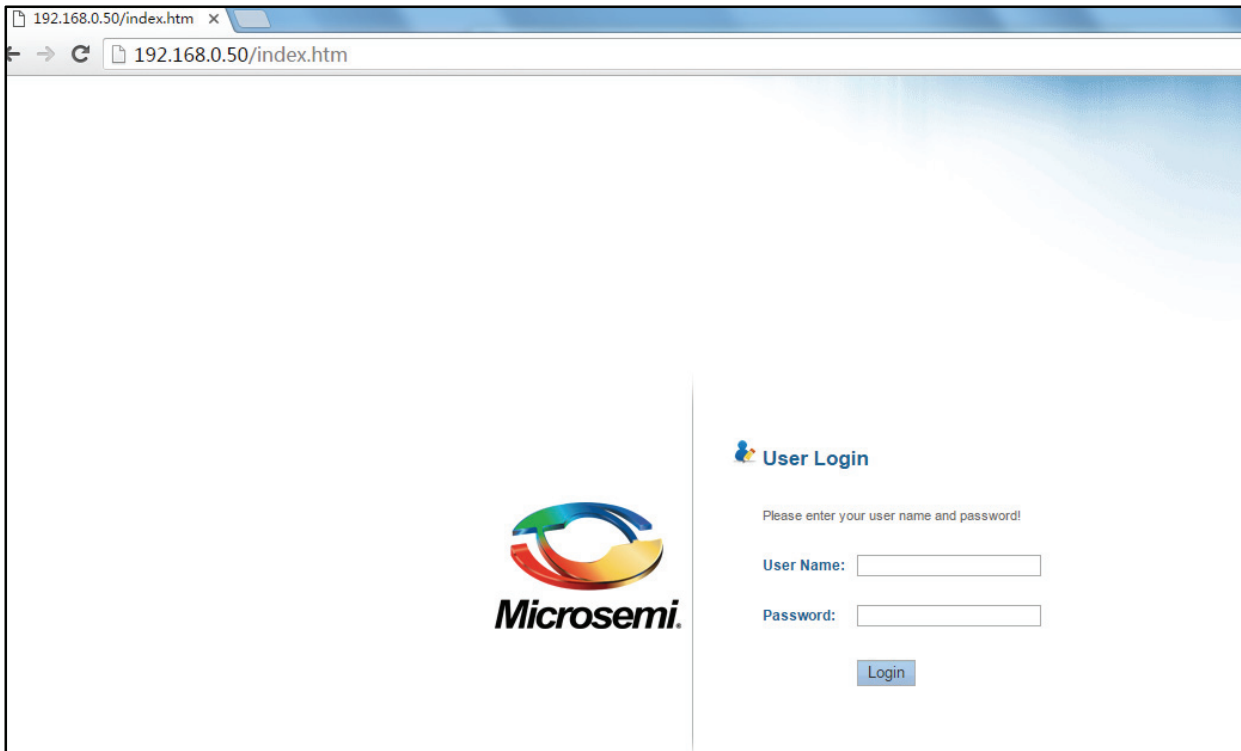 192.168.0.50/index.htm
192.168.0.50/index.htm
User Login
Please enter your user name and password!
User Name:
Password:
Login
Microsemi.